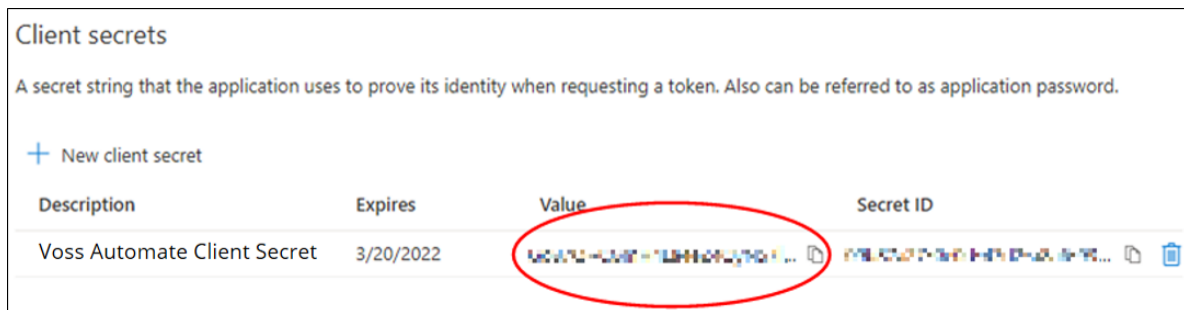 Client secrets
A secret string that the application uses to prove its identity when requesting a token. Also can be referred to as application password.
New client secret
Description Expires Value Secret ID
Voss Automate Client Secret 3/20/2022